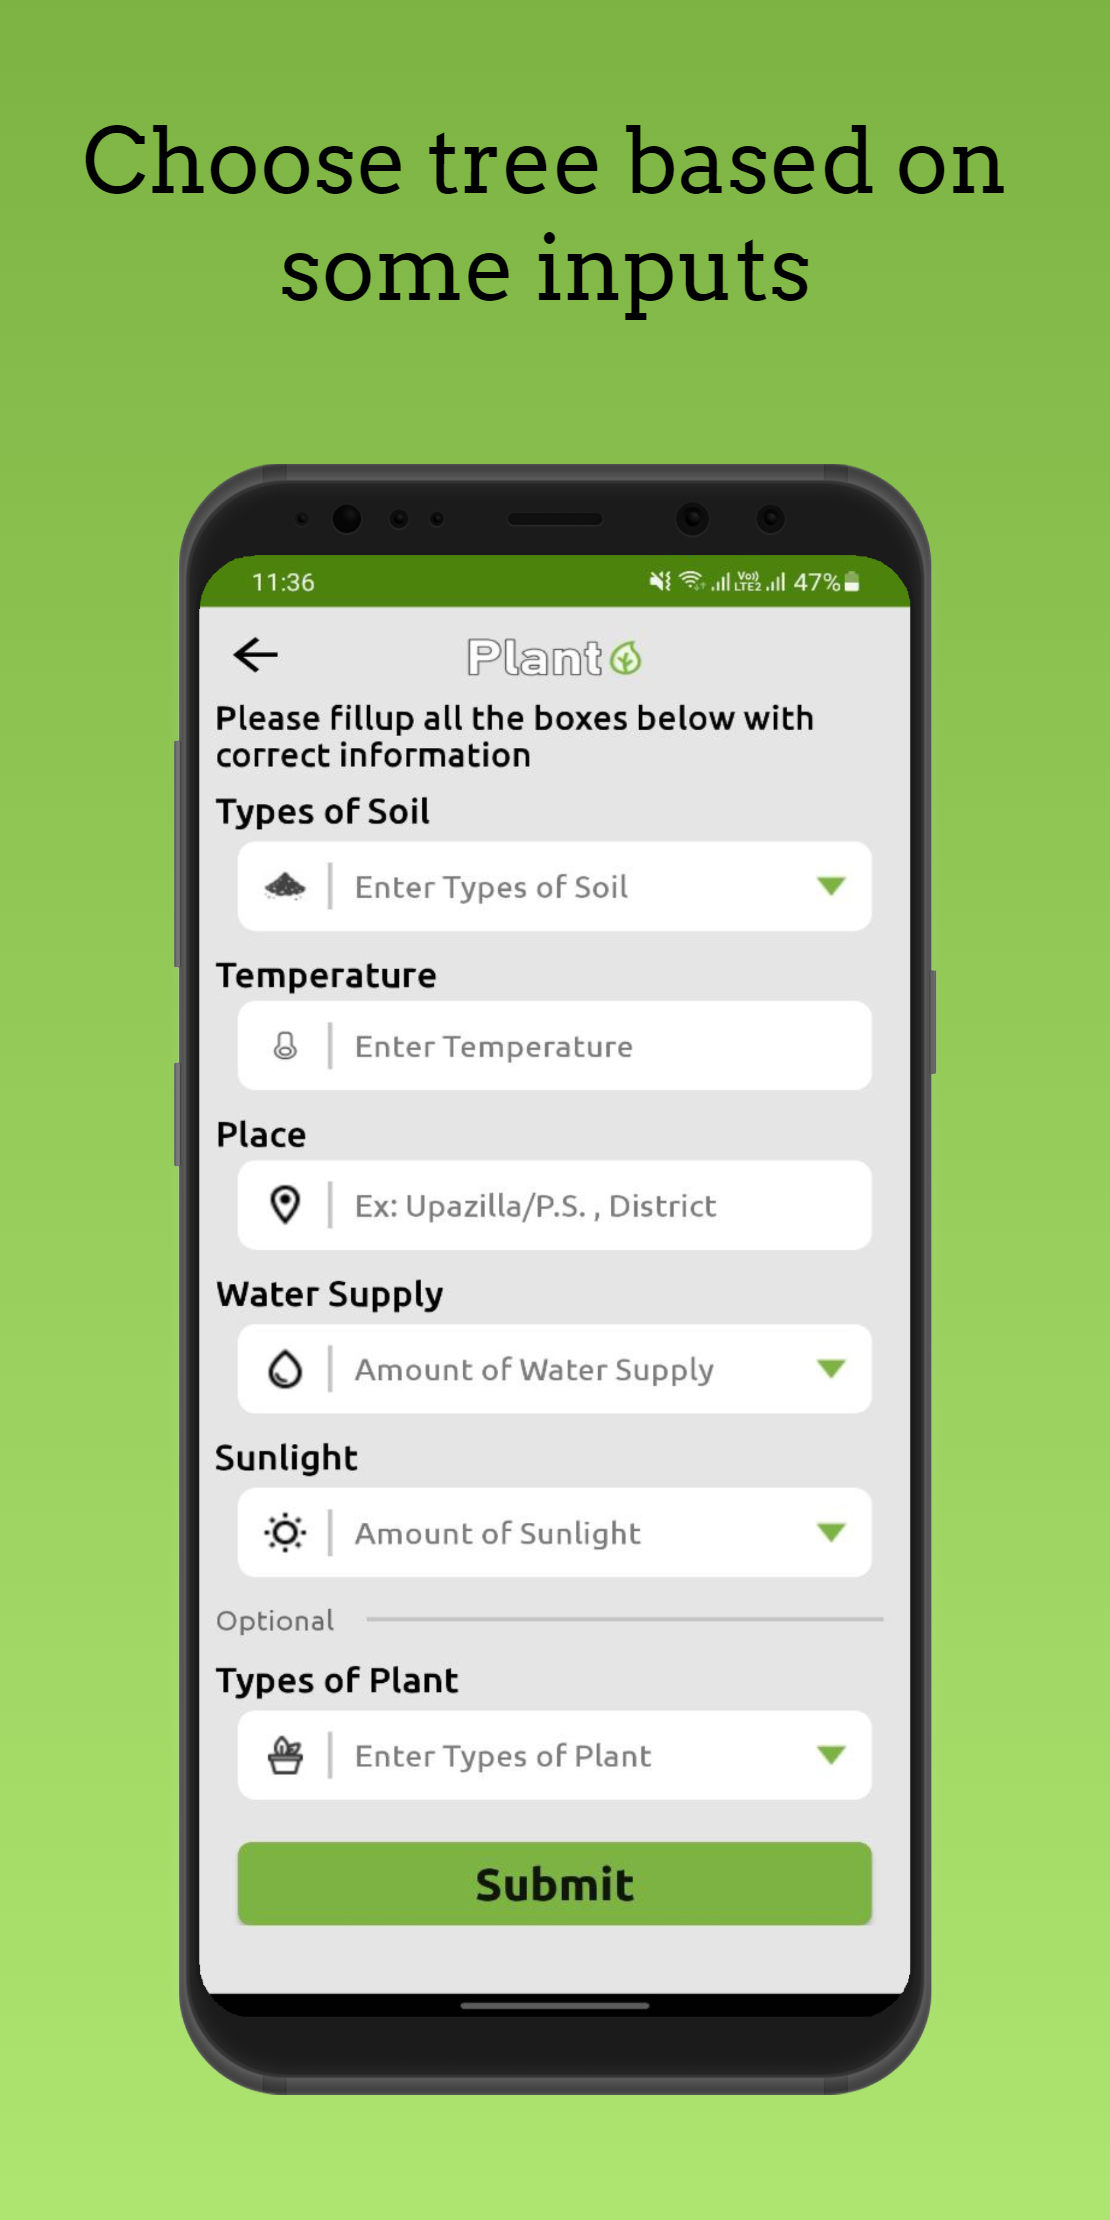 Choose tree based on
some inputs
11:36
Vo))
LTE2
47%
Plant
Please fillup all the boxes below with
correct information
Types of Soil
Enter Types of Soil
Temperature
Enter Temperature
Place
Ex: Upazilla/P.S. , District
Water Supply
Amount of Water Supply
Sunlight
Amount of Sunlight
Optional
Types of Plant
Enter Types of Plant
Submit